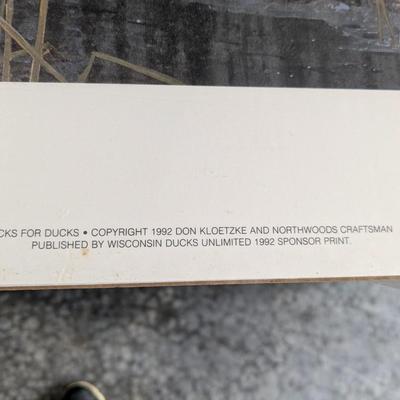 CKS FOR DUCKS • COPYRIGHT 1992 DON KLOETZKE AND NORTHWOODS CRAFTSMAN
PUBLISHED BY WISCONSIN DUCKS UNLIMITED 1992 SPONSOR PRINT.